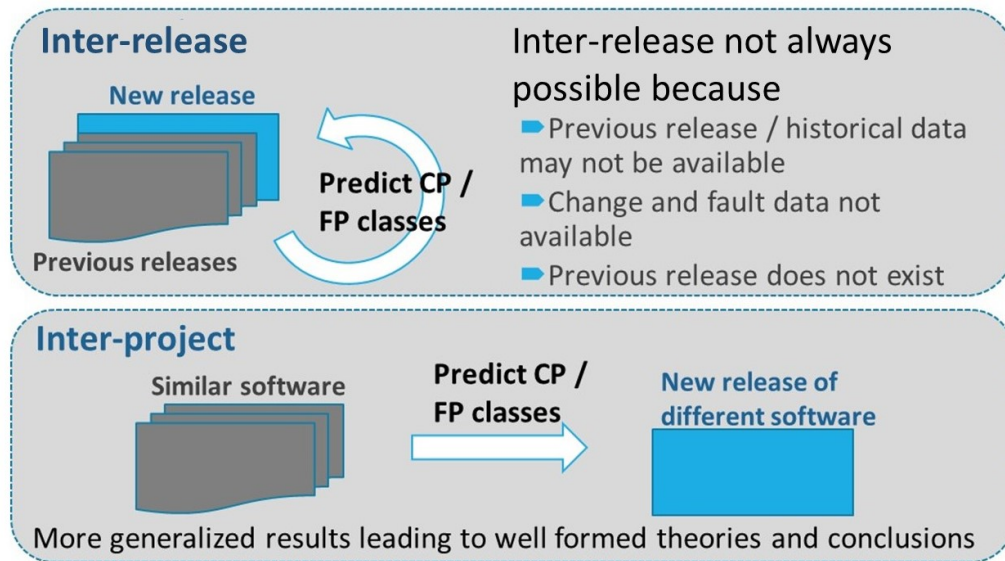 Inter-release
New release
Predict CP /
FP classes
Previous releases
Inter-release not always
possible because
Previous release / historical data
may not be available
Change and fault data not
available
Previous release does not exist
Inter-project
Similar software
Predict CP /
FP classes
New release of
different software
More generalized results leading to well formed theories and conclusions